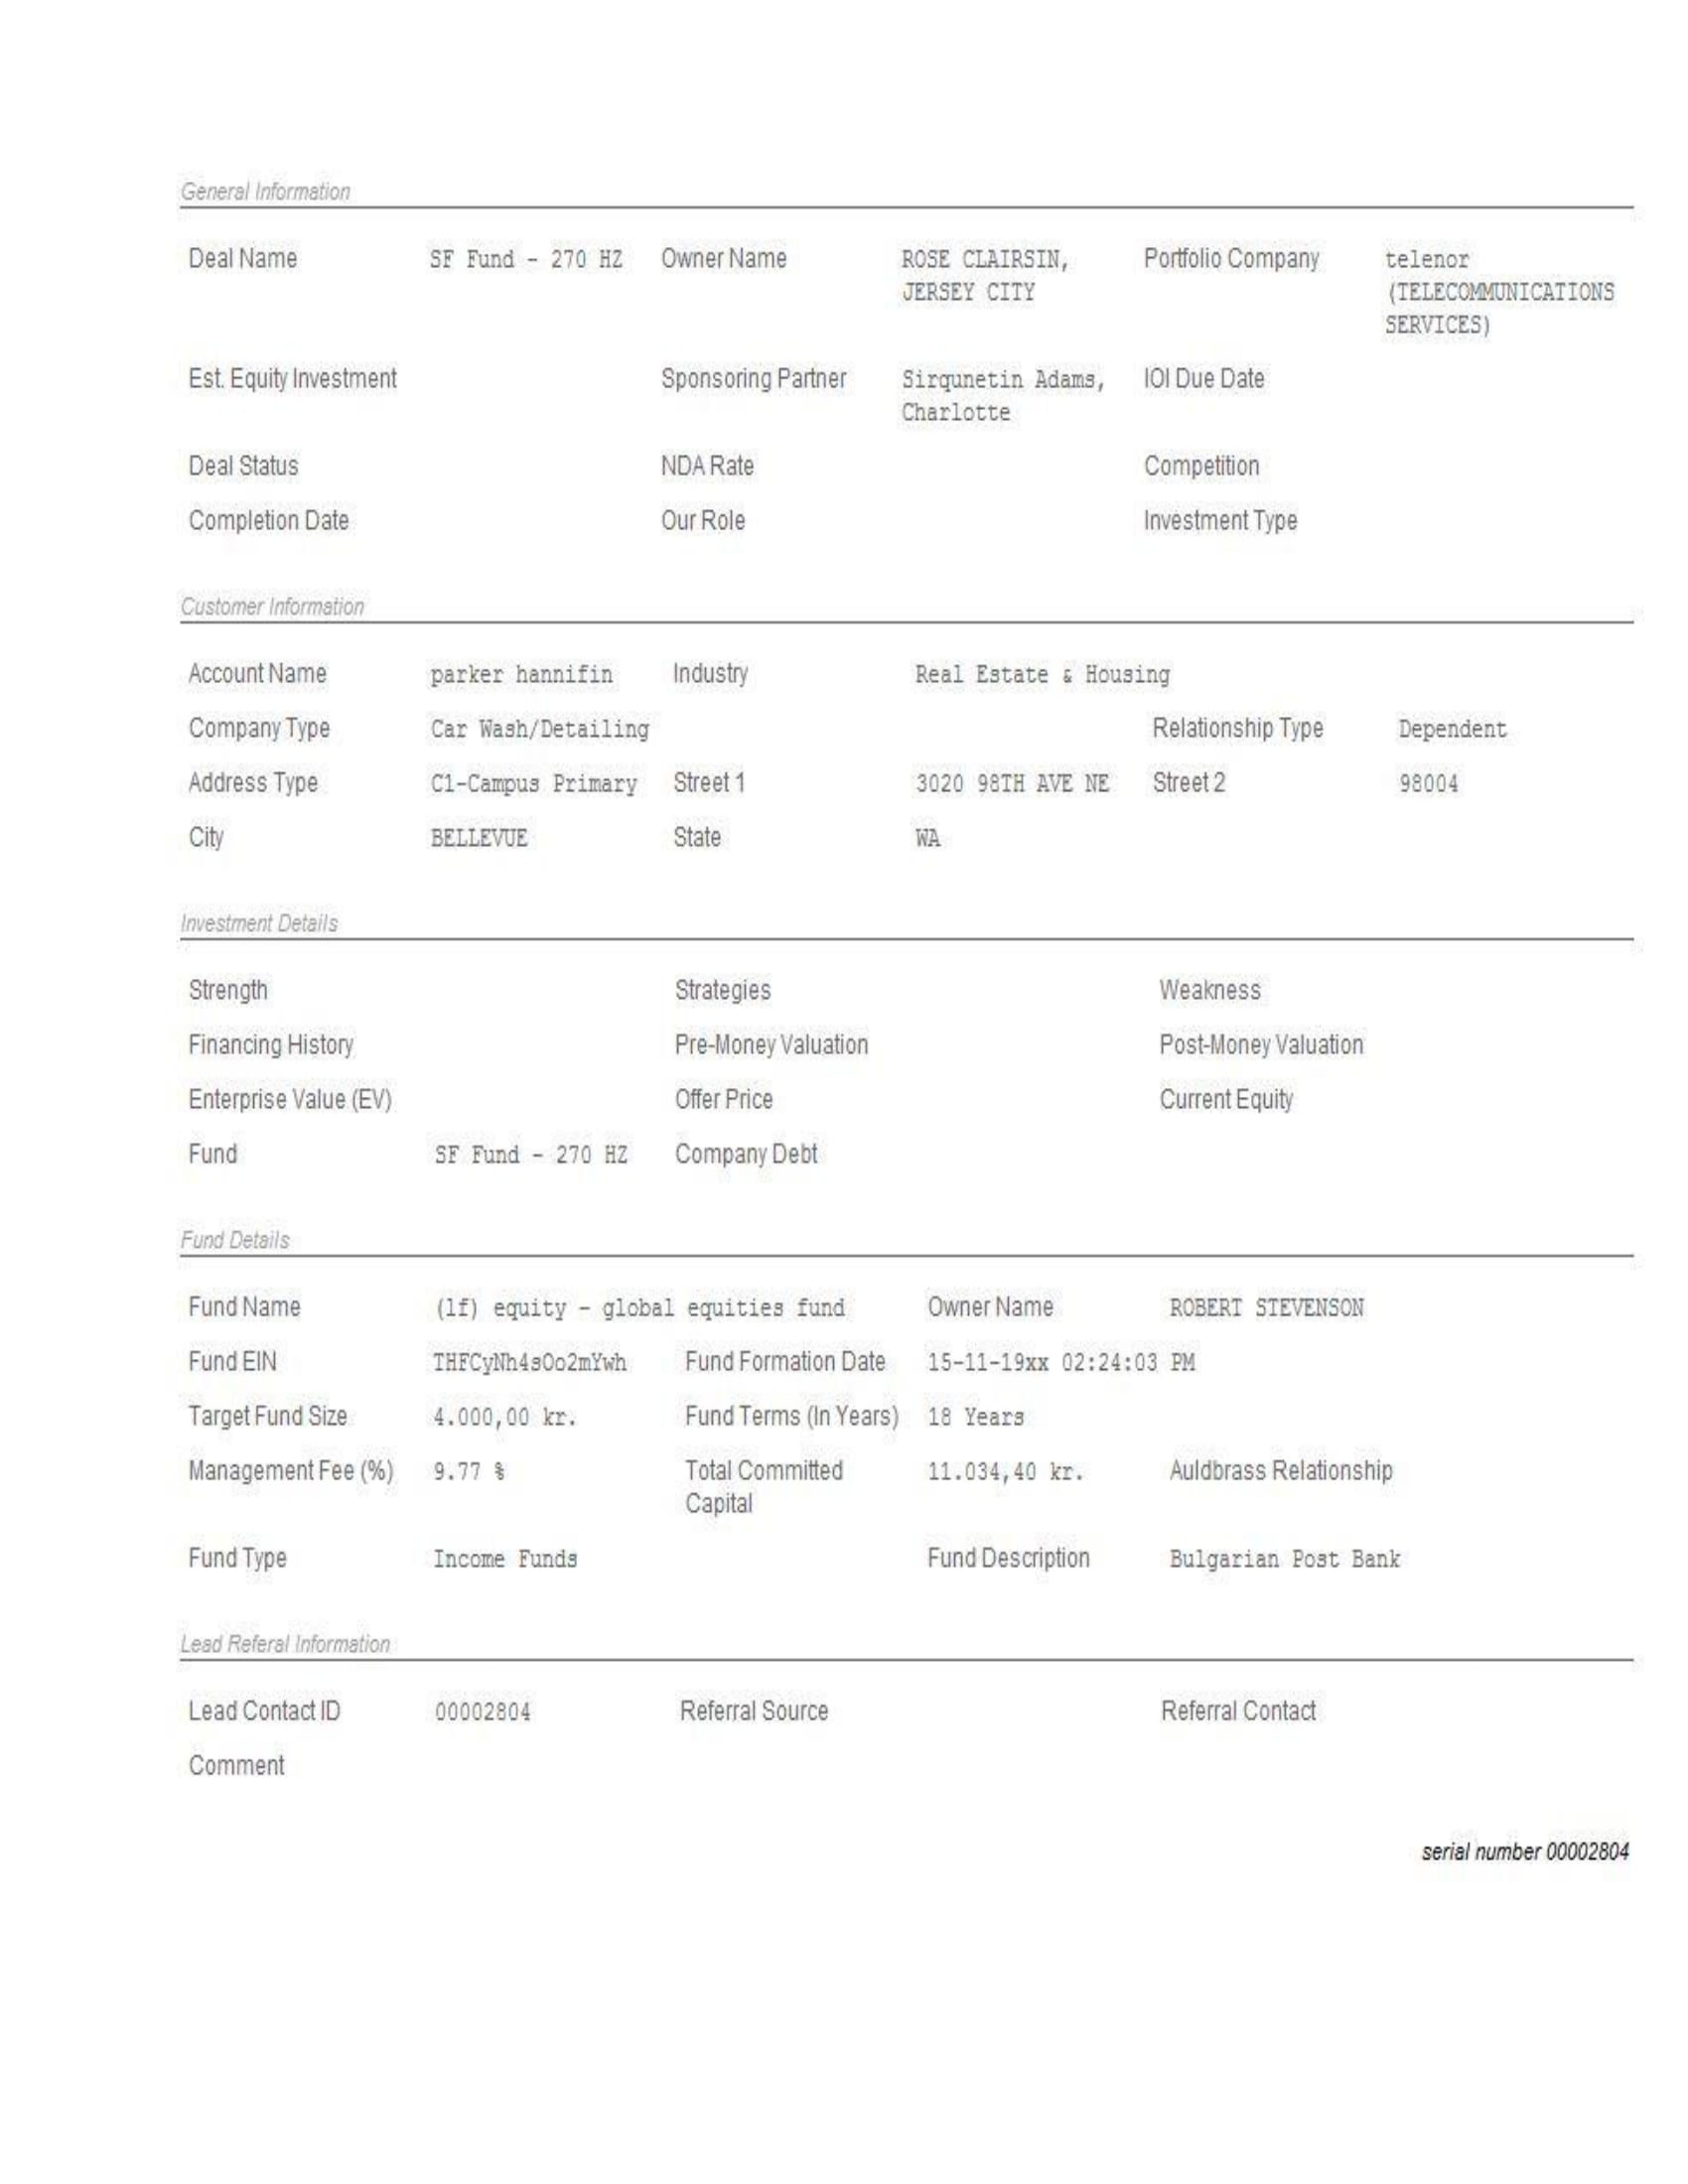 General Information
Deal Name SF Fund - 270 HZ Owner Name ROSE CLAIRSIN, Portfolio Company telenor
JERSEY CITY (TELECOMMUNICATIONS
SERVICES)
Est. Equity Investment Sponsoring Partner Sirqunetin Adams, IOI Due Date
Charlotte
Deal Status NDA Rate Competition
Completion Date Our Role Investment Type
Customer Information
Account Name parker hannifin Industry Real Estate & Housing
Company Type Car Wash/Detailing Relationship Type Dependent
Address Type C1-Campus Primary Street 1 3020 98TH AVE NE Street 2 98004
City BELLEVUE State WA
Investment Details
Strength Strategies Weakness
Financing History Pre-Money Valuation Post-Money Valuation
Enterprise Value (EV) Offer Price Current Equity
Fund SF Fund - 270 HZ Company Debt
Fund Details
Fund Name (lf) equity - global equities fund Owner Name ROBERT STEVENSON
Fund EIN THFCyNh4sOo2mYwh Fund Formation Date 15-11-19xx 02:24:03 PM
Target Fund Size 4.000,00 kr. Fund Terms (In Years) 18 Years
Management Fee (%) 9.77 % Total Committed 11.034,40 kr. Auldbrass Relationship
Capital
Fund Type Income Funds Fund Description Bulgarian Post Bank
Lead Referal Information
Lead Contact ID 00002804 Referral Source Referral Contact
Comment
serial number 00002804